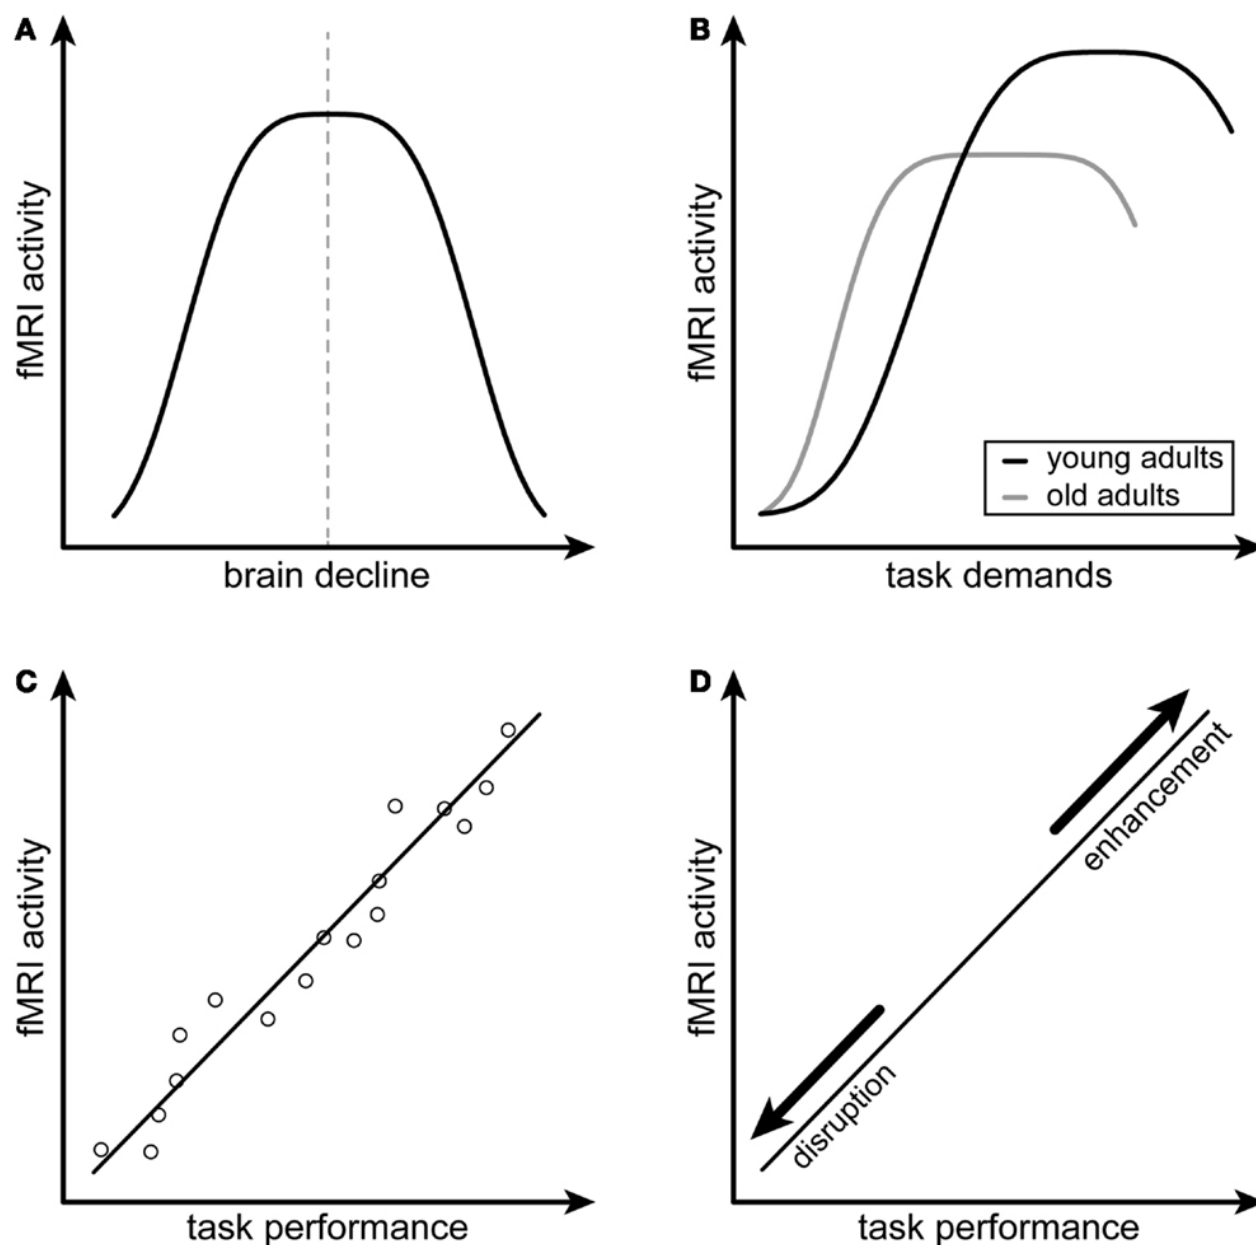 A
fMRI activity
brain decline
B
fMRI activity
young adults
old adults
task demands
C
fMRI activity
task performance
D
fMRI activity
enhancement
disruption
task performance